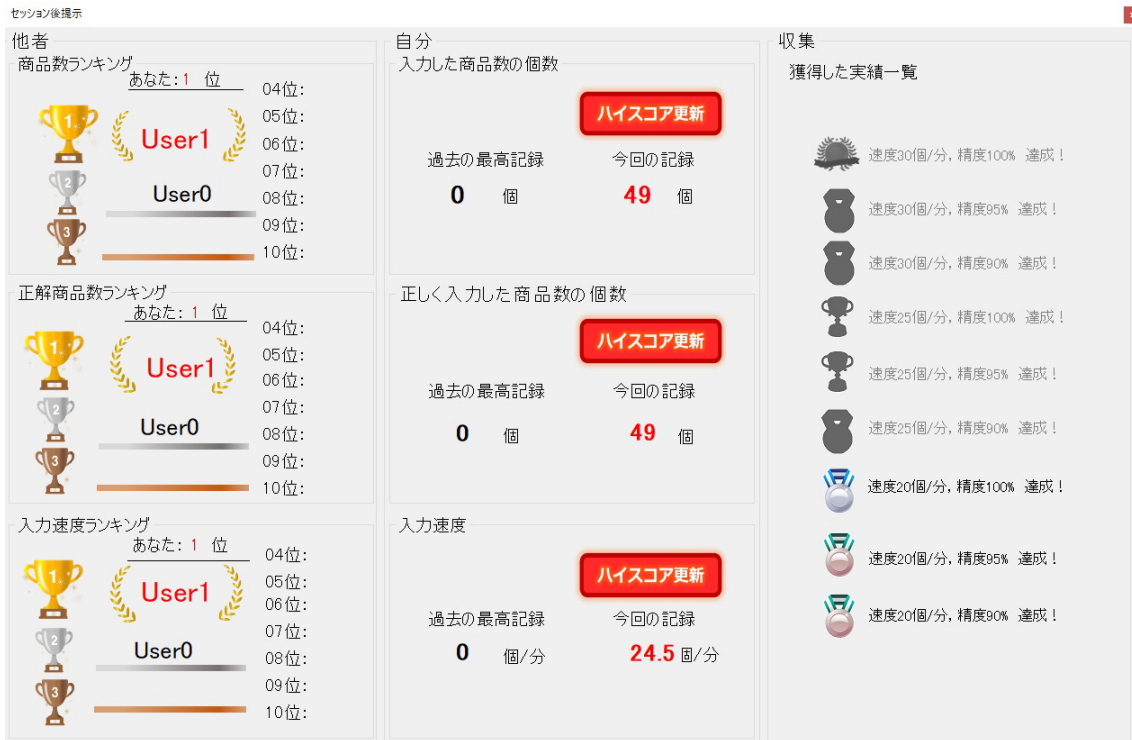 セッション後提示
他者
商品数ランキング
あなた:1 位
1
User1
2
User0
3
04位:
05位:
06位:
07位:
08位:
09位:
10位:
正解商品数ランキング
あなた:1 位
1
User1
2
User0
3
04位:
05位:
06位:
07位:
08位:
09位:
10位:
入力速度ランキング
あなた:1 位
1
User1
2
User0
3
04位:
05位:
06位:
07位:
08位:
09位:
10位:
自分
入力した商品数の個数
ハイスコア更新
過去の最高記録 今回の記録
0 個 49 個
正しく入力した商品数の個数
ハイスコア更新
過去の最高記録 今回の記録
0 個 49 個
入力速度
ハイスコア更新
過去の最高記録 今回の記録
0 個/分 24.5 個/分
収集
獲得した実績一覧
速度30個/分,精度100% 達成!
速度30個/分,精度95% 達成!
速度30個/分,精度90% 達成!
速度25個/分,精度100% 達成!
速度25個/分,精度95% 達成!
速度25個/分,精度90% 達成!
速度20個/分,精度100% 達成!
速度20個/分,精度95% 達成!
速度20個/分,精度90% 達成!